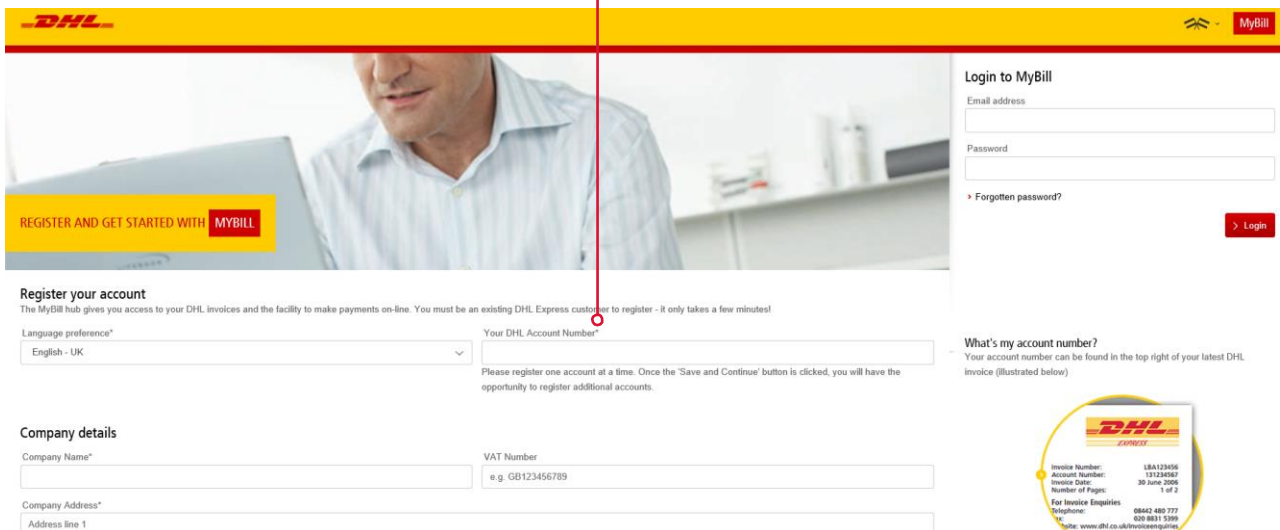 DHL
MyBill
REGISTER AND GET STARTED WITH MYBILL
Login to MyBill
Email address
Password
Forgotten password?
> Login
Register your account
The MyBill hub gives you access to your DHL invoices and the facility to make payments on-line. You must be an existing DHL Express customer to register - it only takes a few minutes!
Language preference*
English - UK
Your DHL Account Number*
Please register one account at a time. Once the 'Save and Continue' button is clicked, you will have the
opportunity to register additional accounts.
What's my account number?
Your account number can be found in the top right of your latest DHL
invoice (illustrated below)
Company details
Company Name*
VAT Number
e.g. GB123456789
Company Address*
Address line 1
DHL
EXPRESS
Invoice Number: LBA123456
Account Number: 131234567
Invoice Date: 30 June 2006
Number of Pages: 1 of 2
For Invoice Enquiries
Telephone: 08442 480 777
020 8831 5399
www.dhl.co.uk/invoiceenquiries